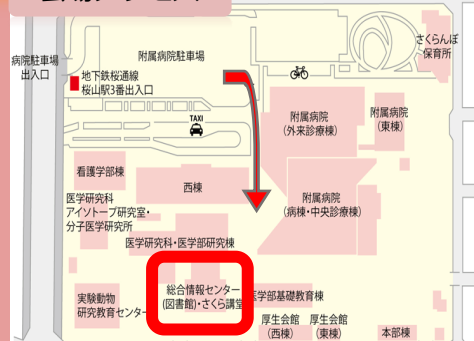 病院駐車場
出入口
附属病院駐車場
さくらんぼ
保育所
地下鉄桜通線
桜山駅3番出入口
TAXI
附属病院
(外来診療棟)
附属病院
(東棟)
看護学部棟
西棟
医学研究科
アイソトープ研究室・
分子医学研究所
附属病院
(病棟・中央診療棟)
医学研究科・医学部研究棟
総合情報センター
(図書館)・さくら講堂
医学部基礎教育棟
実験動物
研究教育センター
厚生会館
(西棟)
厚生会館
(東棟)
本部棟